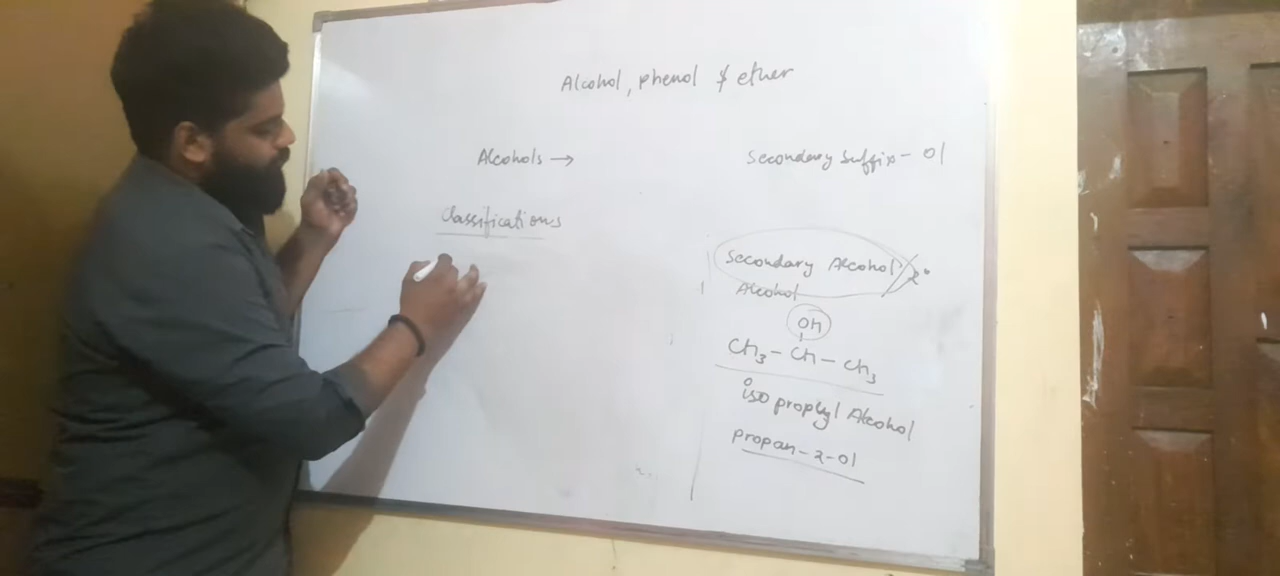 Alcohol, phenol & ether
Alcohols →
Secondary Suffix - ol
Classifications
Secondary Alcohol 2°
Alcohol
OH
CH3 - CH - CH3
iso propyl Alcohol
propan-2-ol